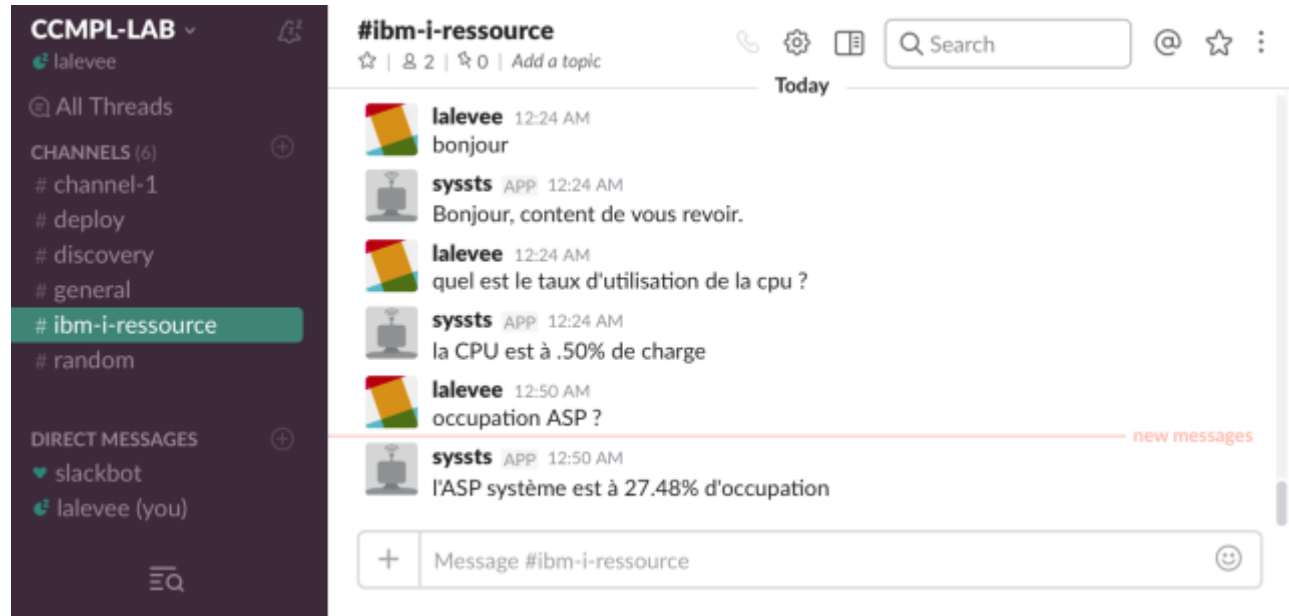 CCMPL-LAB
lalevee
All Threads
CHANNELS (6)
# channel-1
# deploy
# discovery
# general
# ibm-i-ressource
# random
DIRECT MESSAGES
slackbot
lalevee (you)
#ibm-i-ressource
2 | 0 | Add a topic
Search
Today
lalevee 12:24 AM
bonjour
syssts APP 12:24 AM
Bonjour, content de vous revoir.
lalevee 12:24 AM
quel est le taux d'utilisation de la cpu ?
syssts APP 12:24 AM
la CPU est à .50% de charge
lalevee 12:50 AM
occupation ASP ?
new messages
syssts APP 12:50 AM
l'ASP système est à 27.48% d'occupation
Message #ibm-i-ressource